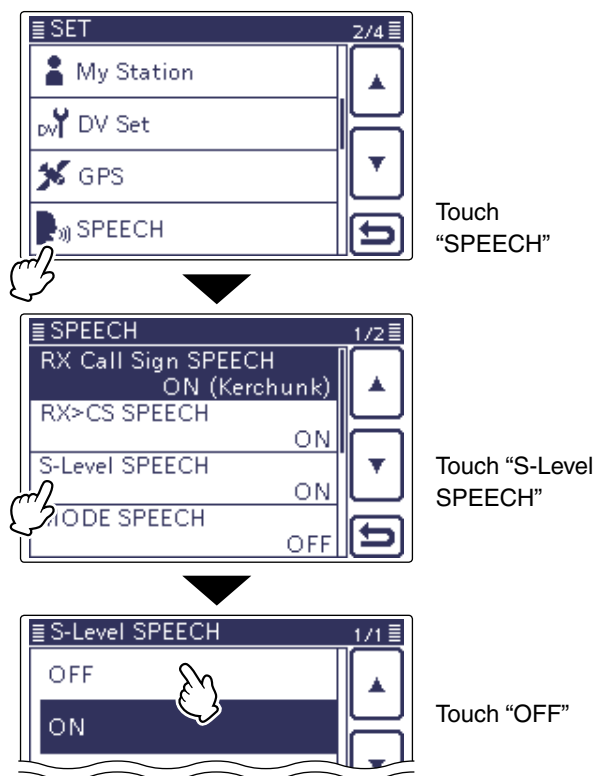 SET 2/4
My Station
DV DV Set
GPS
SPEECH
Touch
“SPEECH”
SPEECH 1/2
RX Call Sign SPEECH
ON (Kerchunk)
RX>CS SPEECH
ON
S-Level SPEECH
ON
MODE SPEECH
OFF
Touch “S-Level
SPEECH”
S-Level SPEECH 1/1
OFF
ON
Touch “OFF”